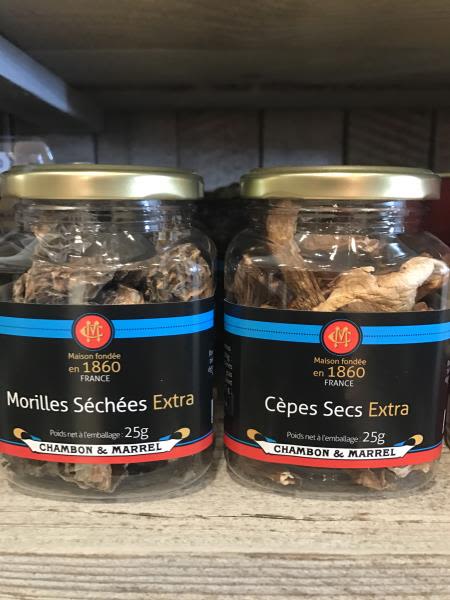 CM
Maison fondée
en 1860
FRANCE
Morilles Séchées Extra
Poids net à l'emballage : 25g
CHAMBON & MARREL
CM
Maison fondée
en 1860
FRANCE
Cèpes Secs Extra
Poids net à l'emballage : 25g
CHAMBON & MARREL